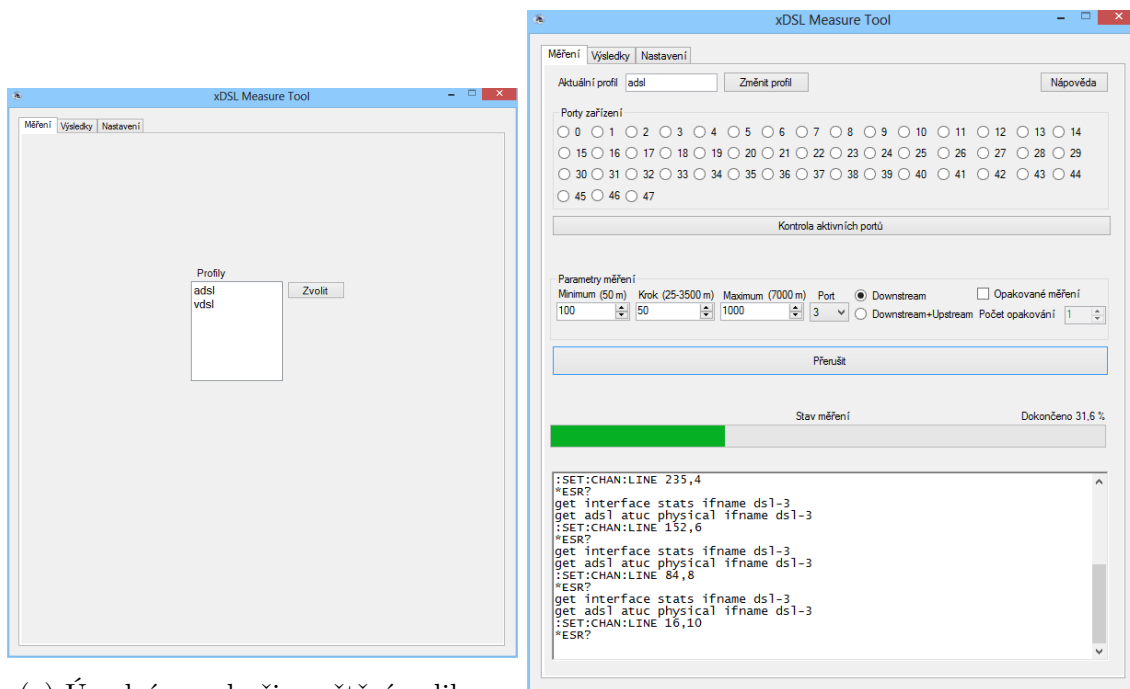 xDSL Measure Tool
Měření Výsledky Nastavení
Profily
adsl
vdsl
Zvolit
xDSL Measure Tool
Měření Výsledky Nastavení
Aktuální profil adsl Změnit profil Nápověda
Porty zařízení
0 1 2 3 4 5 6 7 8 9 10 11 12 13 14
15 16 17 18 19 20 21 22 23 24 25 26 27 28 29
30 31 32 33 34 35 36 37 38 39 40 41 42 43 44
45 46 47
Kontrola aktivních portů
Parametry měření
Minimum (50 m) Krok (25-3500 m) Maximum (7000 m) Port Downstream Opakované měření
100 50 1000 3 Downstream+Upstream Počet opakování 1
Přerušit
Stav měření Dokončeno 31,6 %
:SET:CHAN:LINE 235,4
*ESR?
get interface stats ifname dsl-3
get adsl atuc physical ifname dsl-3
:SET:CHAN:LINE 152,6
*ESR?
get interface stats ifname dsl-3
get adsl atuc physical ifname dsl-3
:SET:CHAN:LINE 84,8
*ESR?
get interface stats ifname dsl-3
get adsl atuc physical ifname dsl-3
:SET:CHAN:LINE 16,10
*ESR?